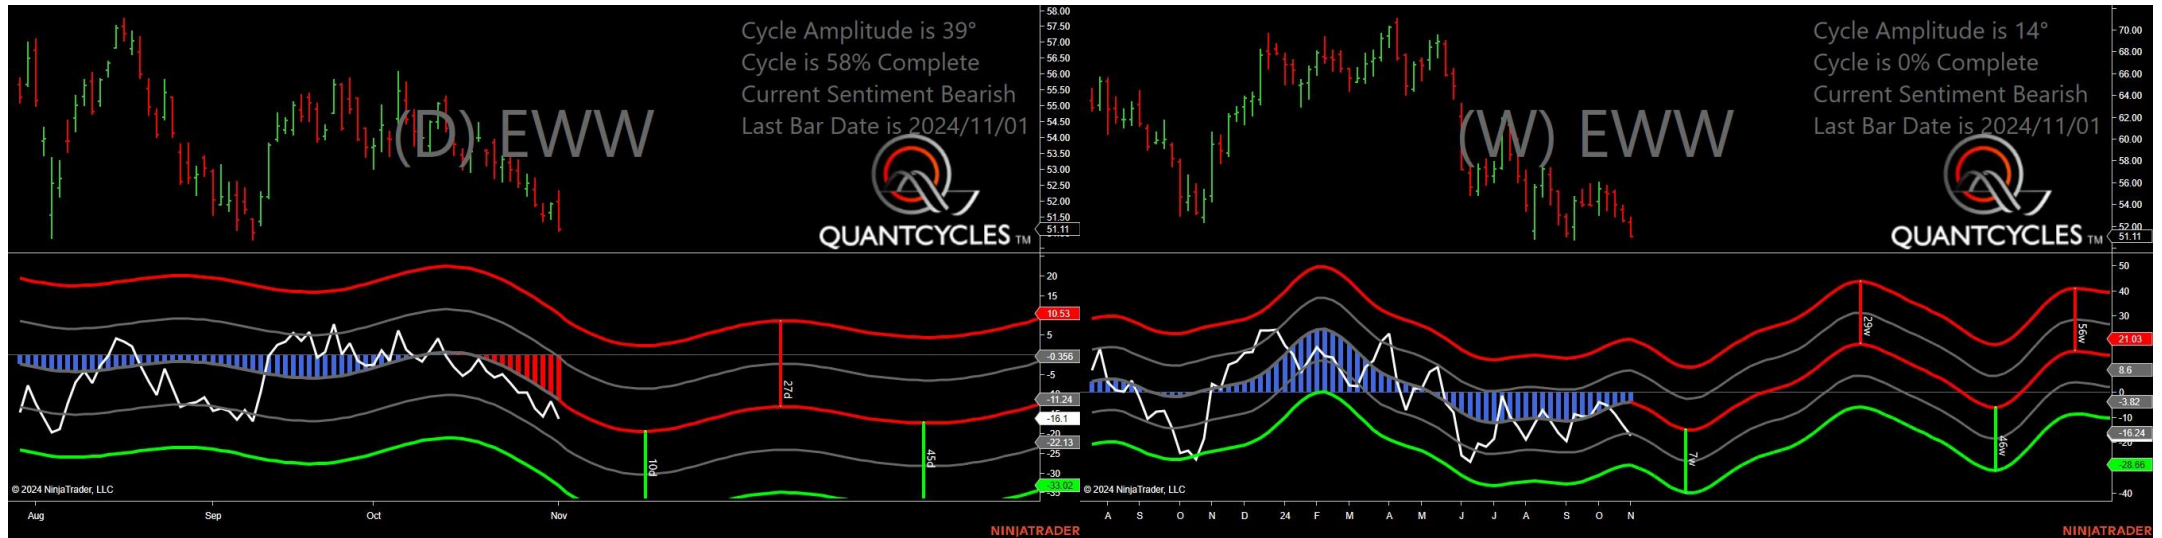 Cycle Amplitude is 39°
Cycle is 58% Complete
Current Sentiment Bearish
Last Bar Date is 2024/11/01
(D) EWW
QUANTCYCLES TM
58.00
57.50
57.00
56.50
56.00
55.50
55.00
54.50
54.00
53.50
53.00
52.50
52.00
51.50
51.11
20
15
10.53
5
-0.356
-5
-11.24
-16.1
-20
-22.13
-25
-30
-33.02
-35
27d
10d
45d
© 2024 NinjaTrader, LLC
Aug Sep Oct Nov
NINJATRADER
Cycle Amplitude is 14°
Cycle is 0% Complete
Current Sentiment Bearish
Last Bar Date is 2024/11/01
(W) EWW
QUANTCYCLES TM
70.00
68.00
66.00
64.00
62.00
60.00
58.00
56.00
54.00
52.00
51.11
50
40
30
21.03
8.6
0
-3.82
-10
-16.24
-20
-28.66
-40
29w
56w
7w
46w
© 2024 NinjaTrader, LLC
A S O N D 24 F M A M J J A S O N
NINJATRADER